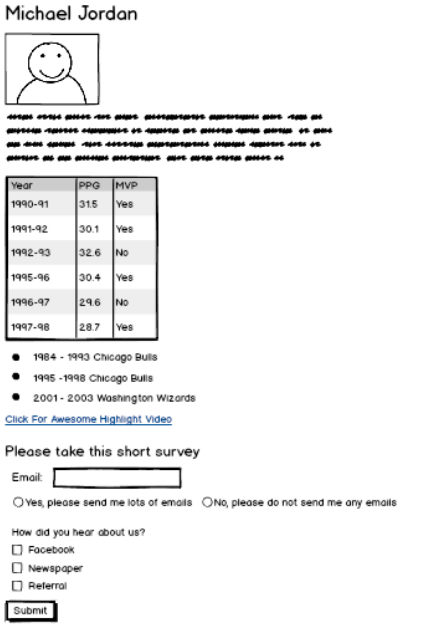 Michael Jordan
Year PPG MVP
1990-91 31.5 Yes
1991-92 30.1 Yes
1992-93 32.6 No
1995-96 30.4 Yes
1996-97 29.6 No
1997-98 28.7 Yes
1984 - 1993 Chicago Bulls
1995 -1998 Chicago Bulls
2001 - 2003 Washington Wizards
Click For Awesome Highlight Video
Please take this short survey
Email:
Yes, please send me lots of emails No, please do not send me any emails
How did you hear about us?
Facebook
Newspaper
Referral
Submit